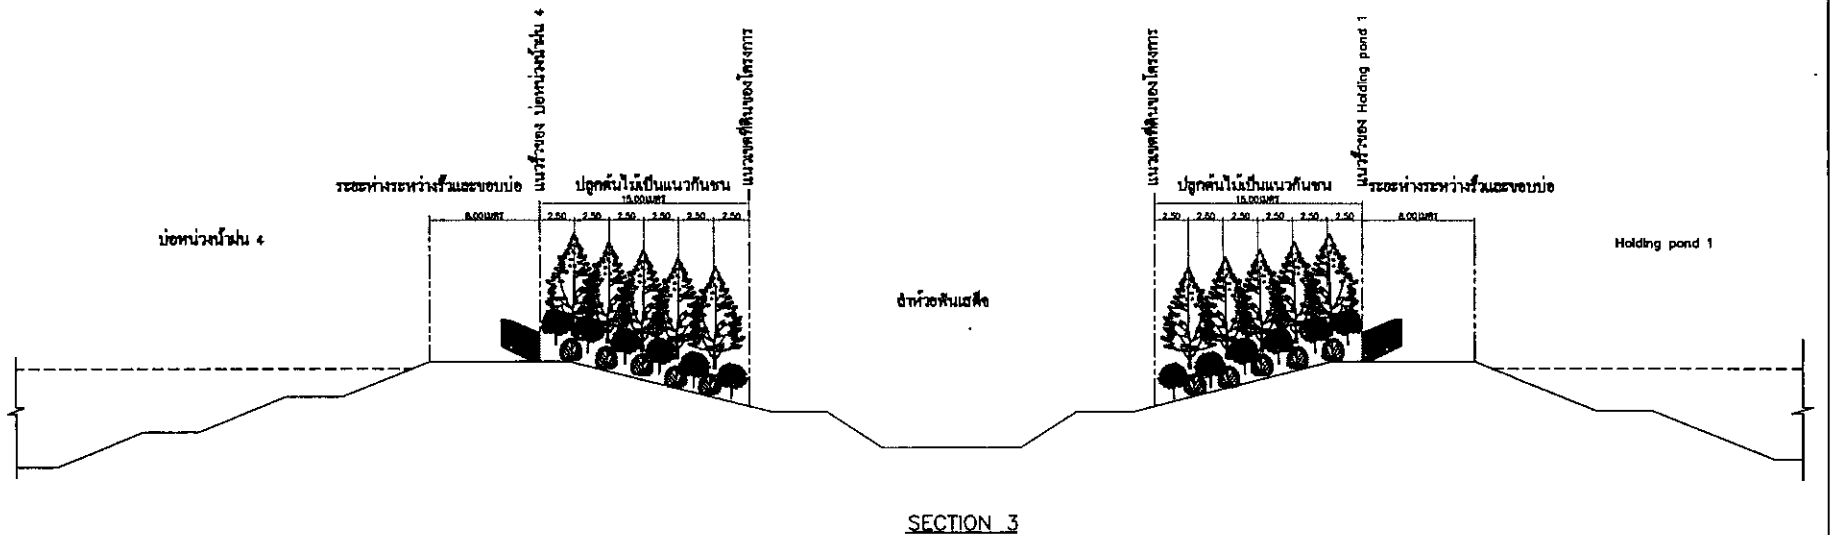 แนวรั้วของ บ่อหน่วงน้ำฝน 4
แนวเขตที่ดินของโครงการ
แนวเขตที่ดินของโครงการ
แนวรั้วของ Holding pond 1
ระยะห่างระหว่างรั้วและขอบบ่อ
ปลูกต้นไม้เป็นแนวกันชน
ปลูกต้นไม้เป็นแนวกันชน
ระยะห่างระหว่างรั้วและขอบบ่อ
15.00เมตร
15.00เมตร
8.00เมตร
2.50 2.50 2.50 2.50 2.50 2.50
2.50 2.50 2.50 2.50 2.50 2.50
8.00เมตร
บ่อหน่วงน้ำฝน 4
Holding pond 1
ลำห้วยพันเสด็จ
SECTION 3